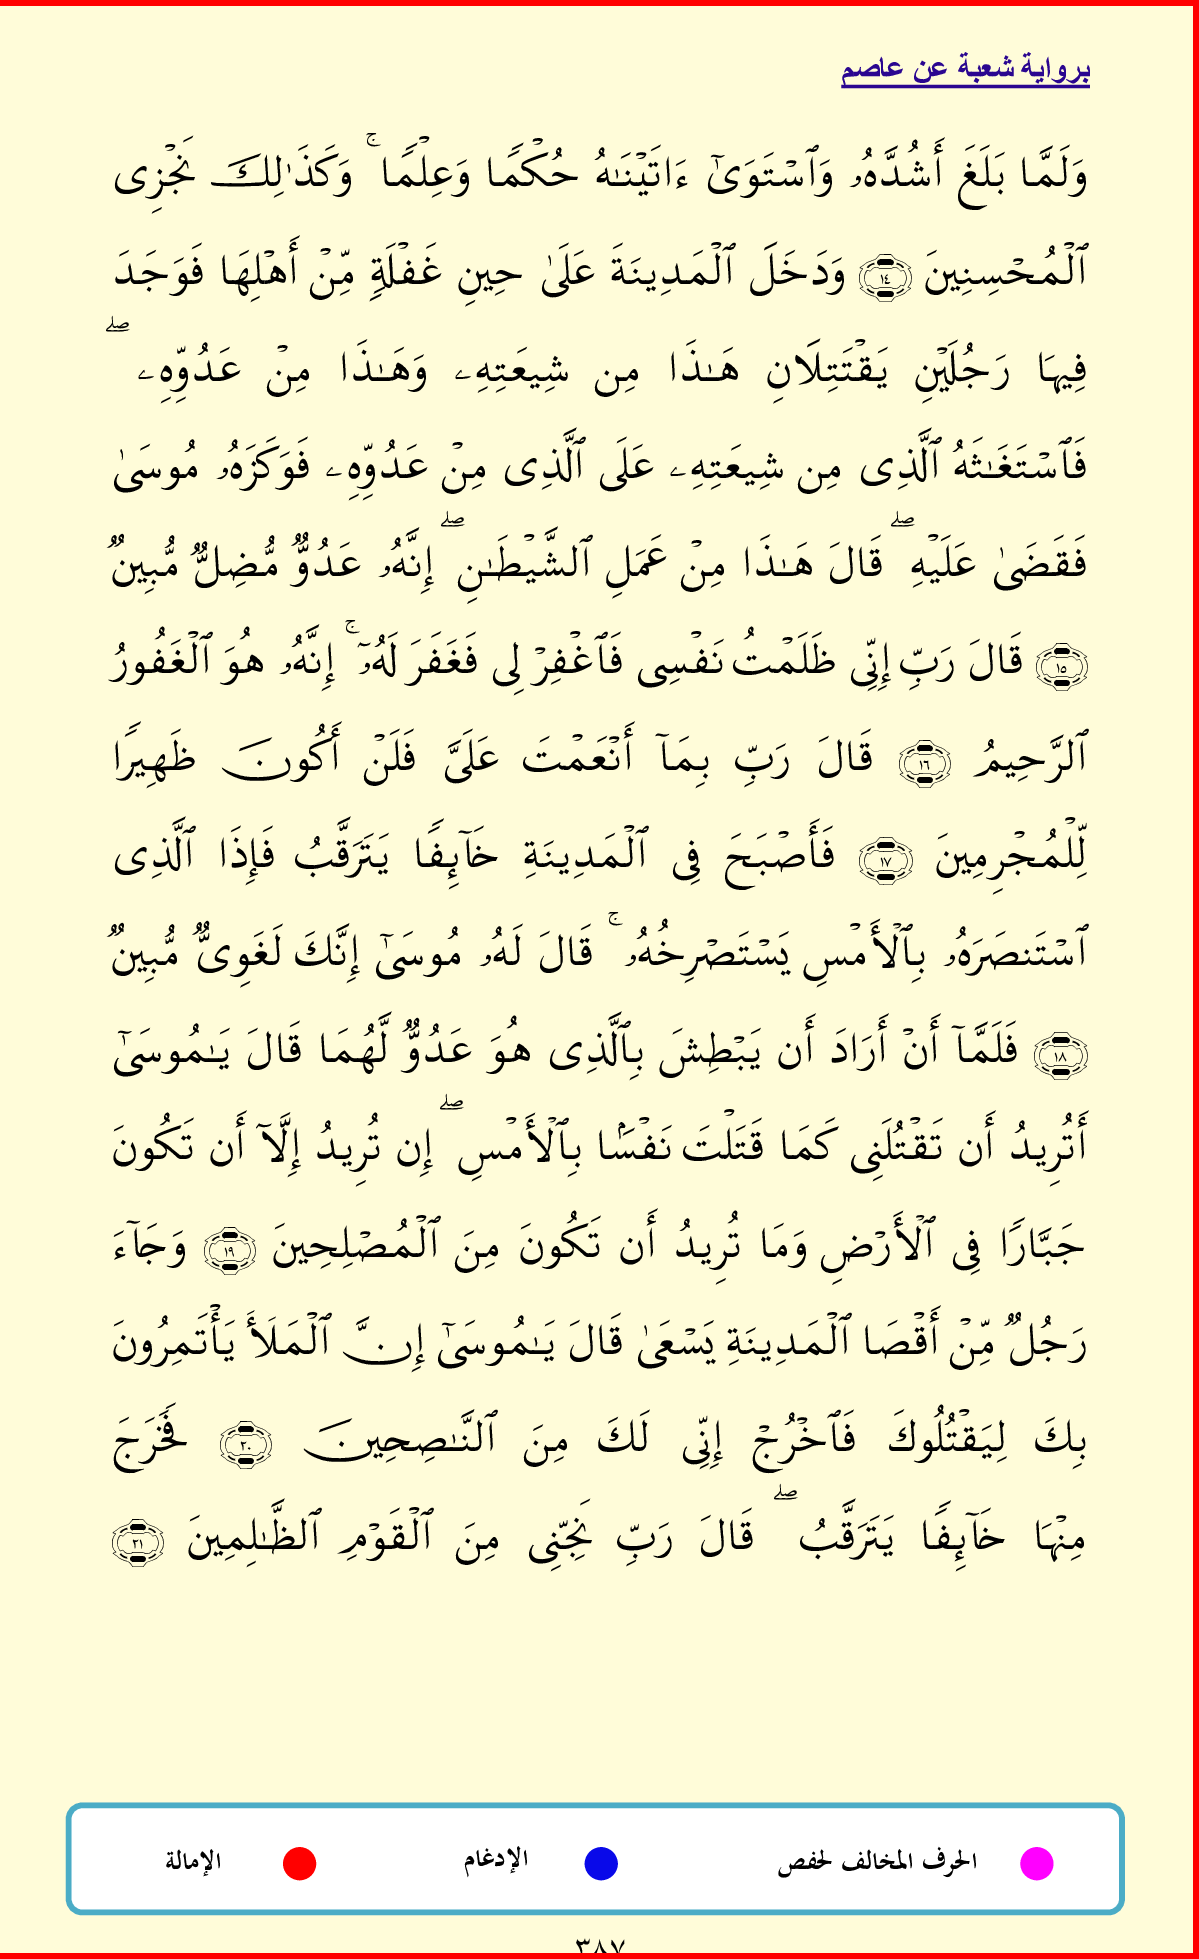 برواية شعبة عن عاصم
وَلَمَّا بَلَغَ أَشُدَّهُۥ وَٱسۡتَوَىٰٓ ءَاتَيۡنَٰهُ حُكۡمًا وَعِلۡمًاۚ وَكَذَٰلِكَ نَجۡزِي
ٱلۡمُحۡسِنِينَ ١٤ وَدَخَلَ ٱلۡمَدِينَةَ عَلَىٰ حِينِ غَفۡلَةٍ مِّنۡ أَهۡلِهَا فَوَجَدَ
فِيهَا رَجُلَيۡنِ يَقۡتَتِلَانِ هَٰذَا مِن شِيعَتِهِۦ وَهَٰذَا مِنۡ عَدُوِّهِۦۖ
فَٱسۡتَغَٰثَهُ ٱلَّذِي مِن شِيعَتِهِۦ عَلَى ٱلَّذِي مِنۡ عَدُوِّهِۦ فَوَكَزَهُۥ مُوسَىٰ
فَقَضَىٰ عَلَيۡهِۖ قَالَ هَٰذَا مِنۡ عَمَلِ ٱلشَّيۡطَٰنِۖ إِنَّهُۥ عَدُوٌّ مُّضِلٌّ مُّبِينٌ
١٥ قَالَ رَبِّ إِنِّي ظَلَمۡتُ نَفۡسِي فَٱغۡفِرۡ لِي فَغَفَرَ لَهُۥٓۚ إِنَّهُۥ هُوَ ٱلۡغَفُورُ
ٱلرَّحِيمُ ١٦ قَالَ رَبِّ بِمَآ أَنۡعَمۡتَ عَلَيَّ فَلَنۡ أَكُونَ ظَهِيرًا
لِّلۡمُجۡرِمِينَ ١٧ فَأَصۡبَحَ فِي ٱلۡمَدِينَةِ خَآئِفًا يَتَرَقَّبُ فَإِذَا ٱلَّذِي
ٱسۡتَنصَرَهُۥ بِٱلۡأَمۡسِ يَسۡتَصۡرِخُهُۥۚ قَالَ لَهُۥ مُوسَىٰٓ إِنَّكَ لَغَوِيٌّ مُّبِينٌ
١٨ فَلَمَّآ أَنۡ أَرَادَ أَن يَبۡطِشَ بِٱلَّذِي هُوَ عَدُوٌّ لَّهُمَا قَالَ يَٰمُوسَىٰٓ
أَتُرِيدُ أَن تَقۡتُلَنِي كَمَا قَتَلۡتَ نَفۡسَۢا بِٱلۡأَمۡسِۖ إِن تُرِيدُ إِلَّآ أَن تَكُونَ
جَبَّارًا فِي ٱلۡأَرۡضِ وَمَا تُرِيدُ أَن تَكُونَ مِنَ ٱلۡمُصۡلِحِينَ ١٩ وَجَآءَ
رَجُلٌ مِّنۡ أَقۡصَا ٱلۡمَدِينَةِ يَسۡعَىٰ قَالَ يَٰمُوسَىٰٓ إِنَّ ٱلۡمَلَأَ يَأۡتَمِرُونَ
بِكَ لِيَقۡتُلُوكَ فَٱخۡرُجۡ إِنِّي لَكَ مِنَ ٱلنَّٰصِحِينَ ٢٠ فَخَرَجَ
مِنۡهَا خَآئِفًا يَتَرَقَّبُۖ قَالَ رَبِّ نَجِّنِي مِنَ ٱلۡقَوۡمِ ٱلظَّٰلِمِينَ ٢١
الحرف المخالف لحفص الإدغام الإمالة
٣٨٧